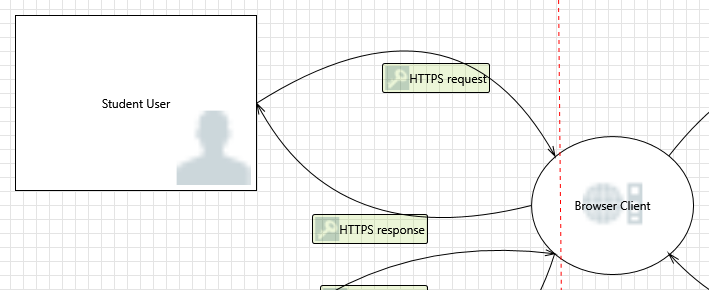 HTTPS request
Student User
Browser Client
HTTPS response